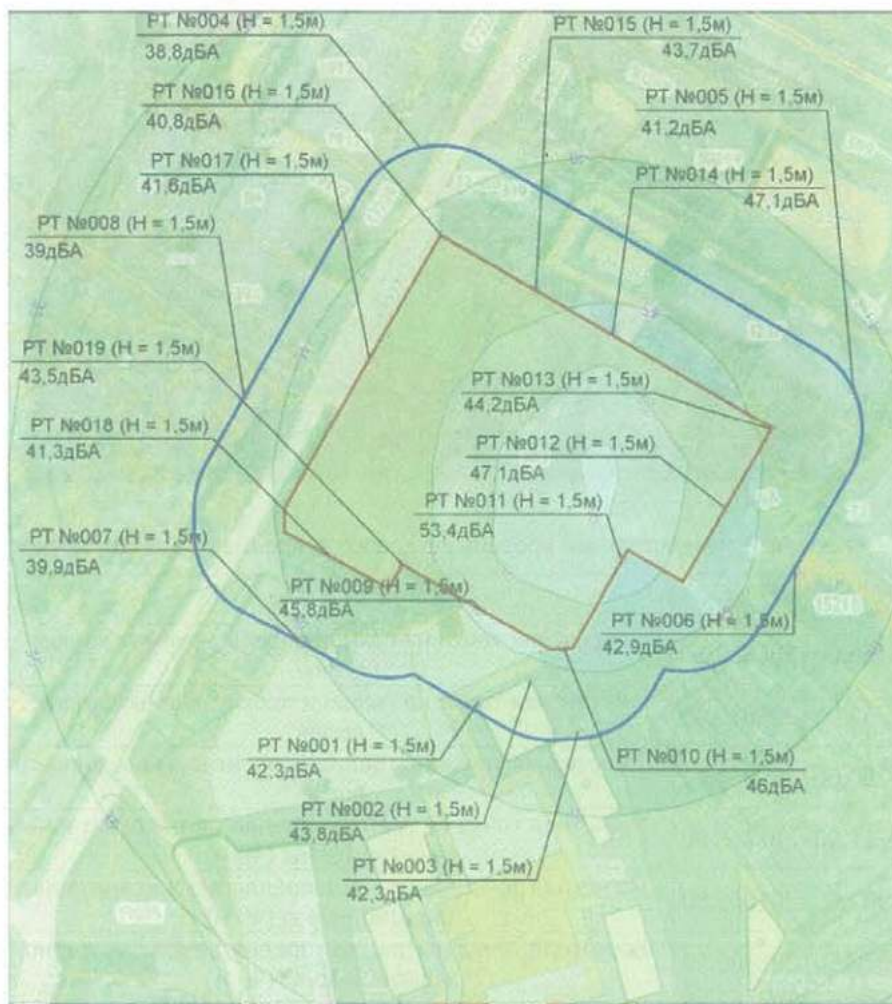 РТ №004 (Н = 1,5м)
38,8дБА
РТ №015 (Н = 1,5м)
43,7дБА
РТ №016 (Н = 1,5м)
40,8дБА
РТ №005 (Н = 1,5м)
41,2дБА
РТ №017 (Н = 1,5м)
41,6дБА
РТ №014 (Н = 1,5м)
47,1дБА
РТ №008 (Н = 1,5м)
39дБА
РТ №019 (Н = 1,5м)
43,5дБА
РТ №013 (Н = 1,5м)
44,2дБА
РТ №018 (Н = 1,5м)
41,3дБА
РТ №012 (Н = 1,5м)
47,1дБА
РТ №011 (Н = 1,5м)
53,4дБА
РТ №007 (Н = 1,5м)
39,9дБА
РТ №009 (Н = 1,5м)
45,8дБА
РТ №006 (Н = 1,5м)
42,9дБА
РТ №001 (Н = 1,5м)
42,3дБА
РТ №010 (Н = 1,5м)
46дБА
РТ №002 (Н = 1,5м)
43,8дБА
РТ №003 (Н = 1,5м)
42,3дБА